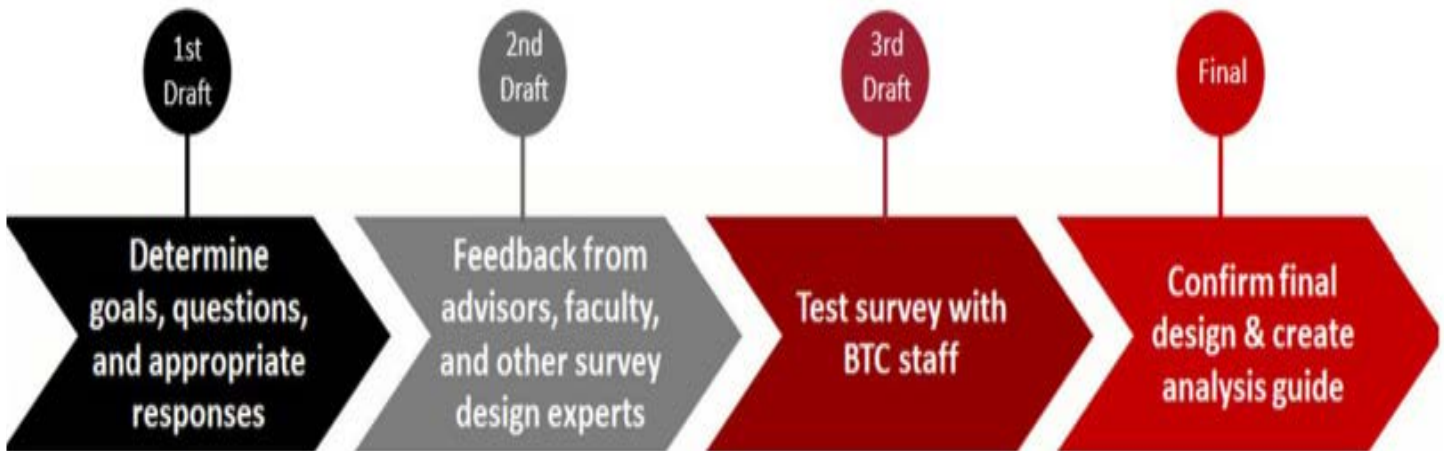 1st
Draft
2nd
Draft
3rd
Draft
Final
Determine
goals, questions,
and appropriate
responses
Feedback from
advisors, faculty,
and other survey
design experts
Test survey with
BTC staff
Confirm final
design & create
analysis guide